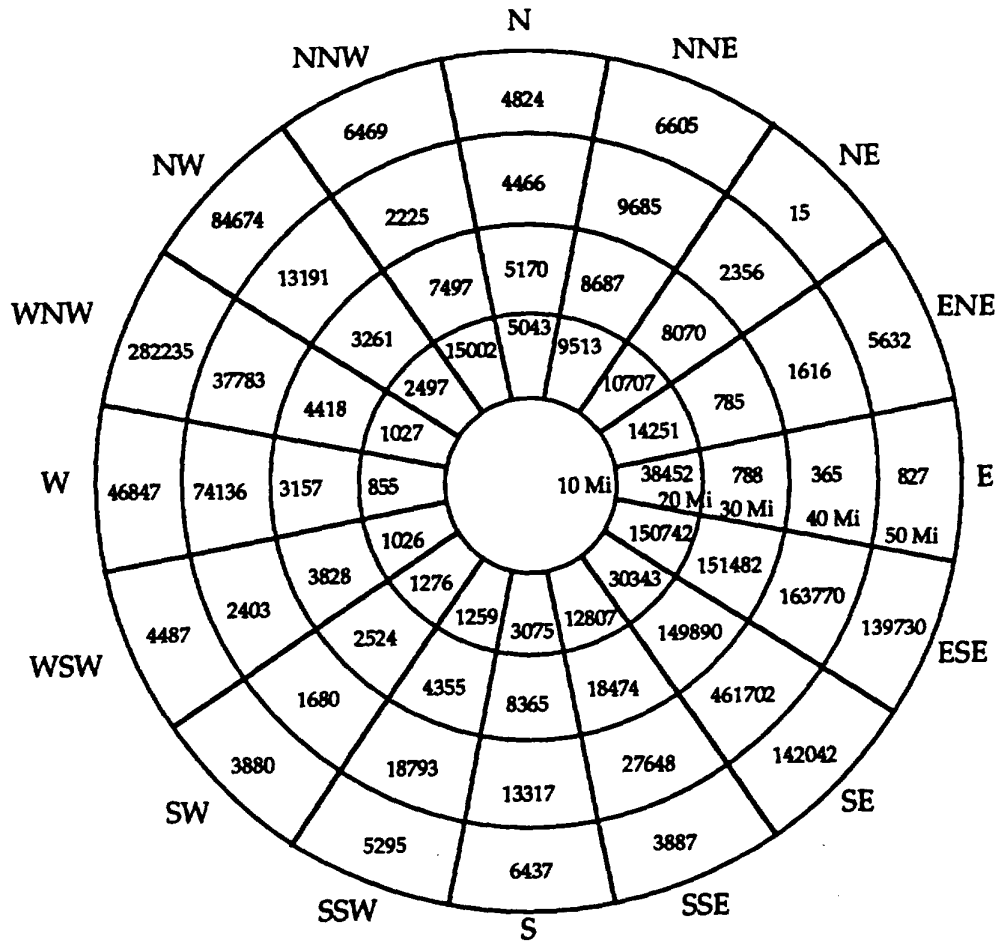 N
NNW NNE
4824
6469 6605
NW NE
4466
84674 2225 9685 15
13191 7497 5170 8687 2356
WNW ENE
282235 3261 5043 8070 5632
37783 15002 9513 1616
2497 10707
4418 785
1027 14251
W 46847 74136 3157 855 10 Mi 38452 788 365 827 E
20 Mi 30 Mi 40 Mi 50 Mi
1026 150742
3828 151482
1276 30343
2403 1259 3075 12807 163770
4487 2524 149890 139730
WSW ESE
4355 8365 18474
1680 461702
3880 18793 27648 142042
13317
SW SE
5295 3887
6437
SSW SSE
S